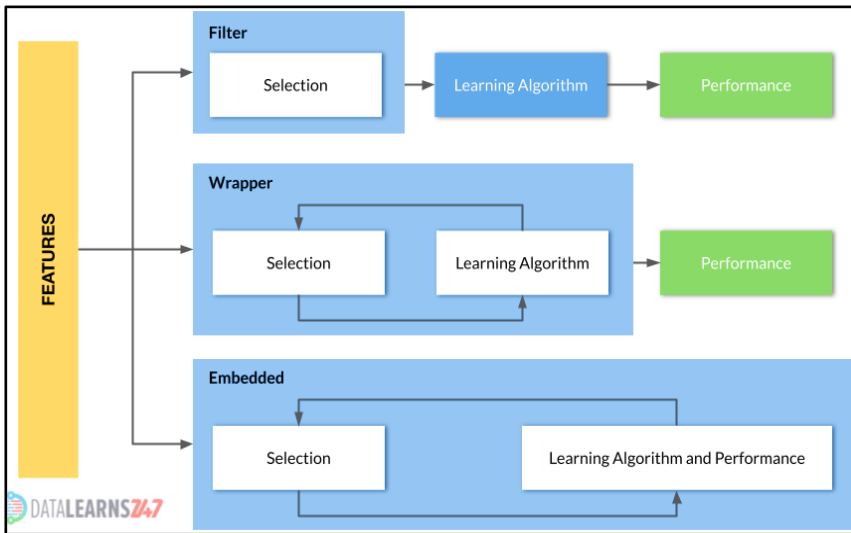 Filter
Selection
Learning Algorithm
Performance
FEATURES
Wrapper
Selection
Learning Algorithm
Performance
Embedded
Selection
Learning Algorithm and Performance
DATALEARNS247